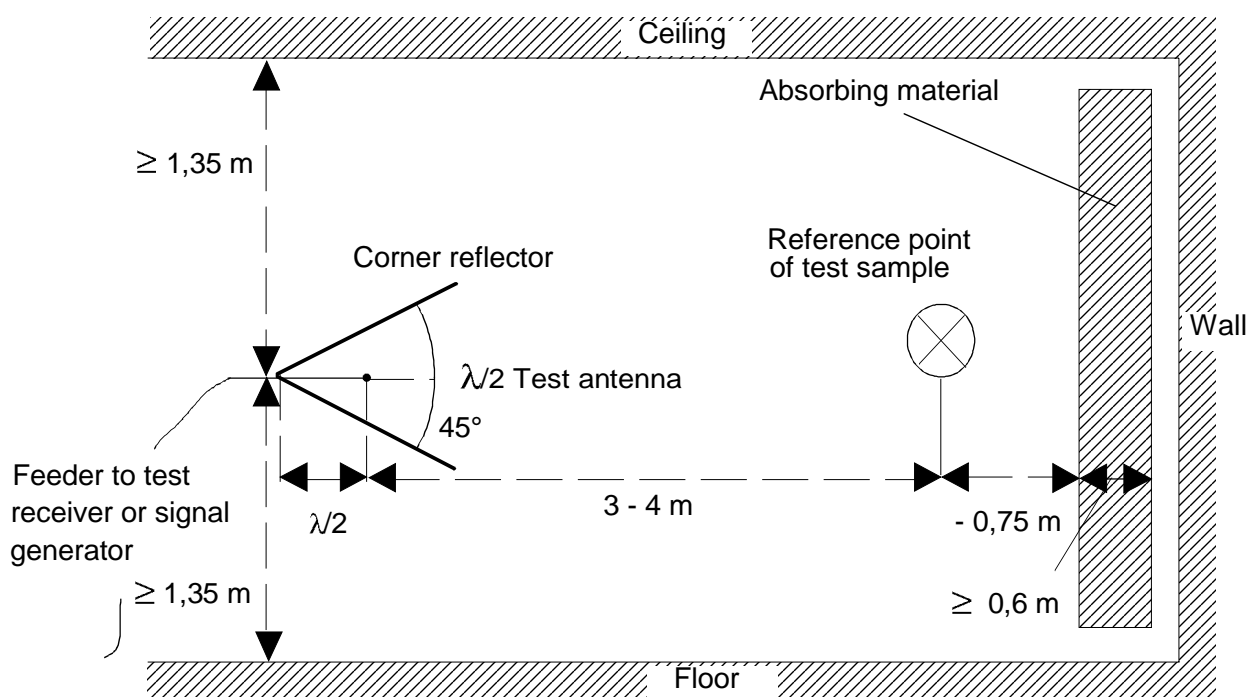 Ceiling
Absorbing material
≥ 1,35 m
Reference point
of test sample
Corner reflector
Wall
λ/2 Test antenna
45°
Feeder to test
receiver or signal
generator
λ/2
3 - 4 m
- 0,75 m
≥ 1,35 m
≥ 0,6 m
Floor